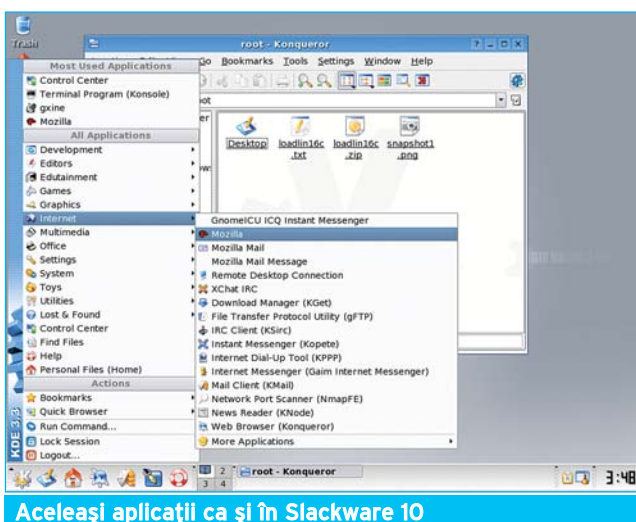 Trash
root - Konqueror
Go Bookmarks Tools Settings Window Help
Most Used Applications
Control Center
Terminal Program (Konsole)
gxine
Mozilla
All Applications
Development
Editors
Edutainment
Games
Graphics
Internet
Multimedia
Office
Settings
System
Toys
Utilities
Lost & Found
Control Center
Find Files
Help
Personal Files (Home)
Actions
Bookmarks
Quick Browser
Run Command...
Lock Session
Logout...
KDE 3.3
oot
er
Desktop
loadlin16c
.txt
loadlin16c
.zip
snapshot1
.png
GnomeICU ICQ Instant Messenger
Mozilla
Mozilla Mail
Mozilla Mail Message
Remote Desktop Connection
XChat IRC
Download Manager (KGet)
File Transfer Protocol Utility (gFTP)
IRC Client (KSirc)
Instant Messenger (Kopete)
Internet Dial-Up Tool (KPPP)
Internet Messenger (Gaim Internet Messenger)
Mail Client (KMail)
Network Port Scanner (NmapFE)
News Reader (KNode)
Web Browser (Konqueror)
More Applications
2
3 4
root - Konqueror
3:48
Aceleaşi aplicaţii ca şi în Slackware 10